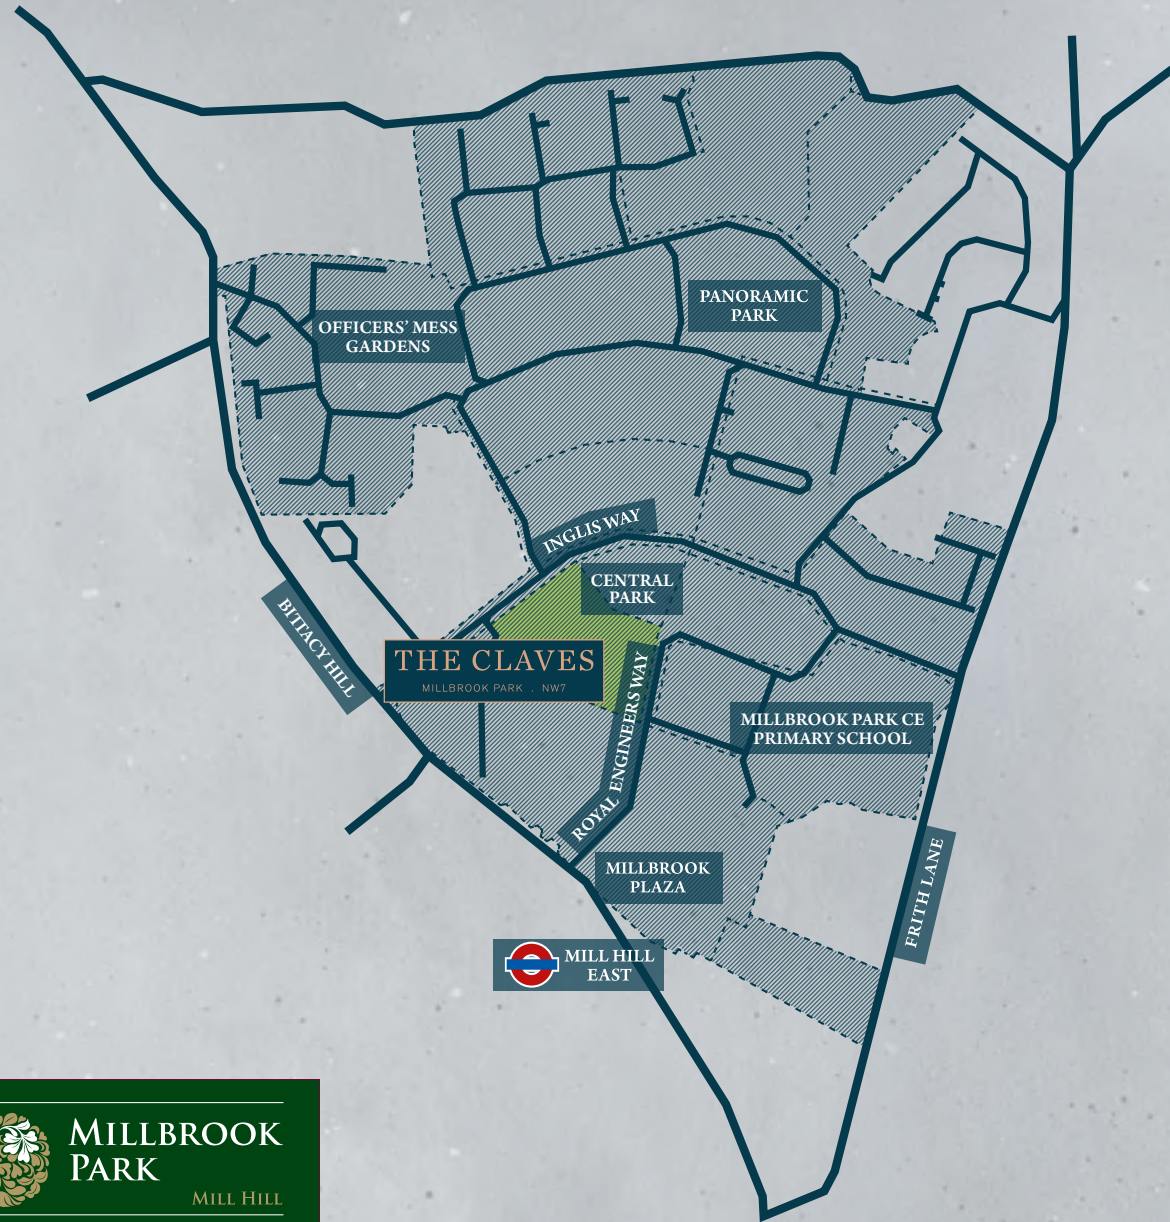 PANORAMIC
PARK
OFFICERS' MESS
GARDENS
INGLIS WAY
CENTRAL
PARK
BITTACY HILL
THE CLAVES
MILLBROOK PARK . NW7
ROYAL ENGINEERS WAY
MILLBROOK PARK CE
PRIMARY SCHOOL
MILLBROOK
PLAZA
FRITH LANE
MILL HILL
EAST
MILLBROOK
PARK
MILL HILL